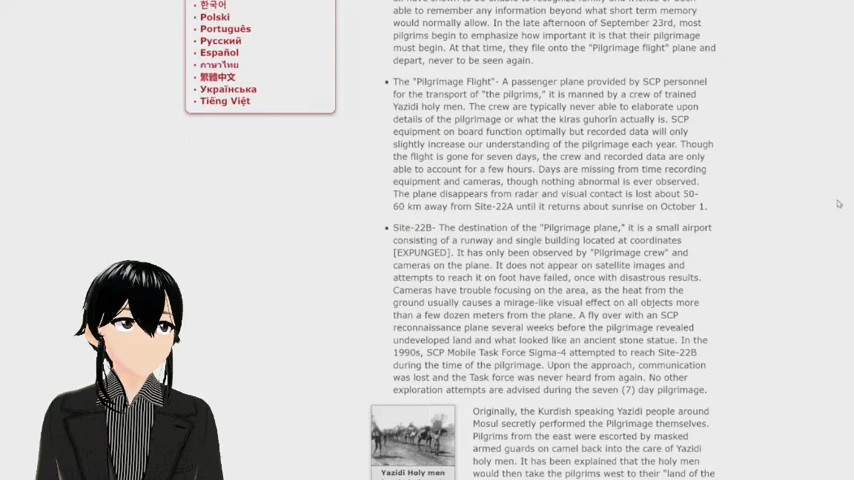 한국어
Polski
Português
Русский
Español
ภาษาไทย
繁體中文
Українська
Tiếng Việt
able to remember any information beyond what short term memory
would normally allow. In the late afternoon of September 23rd, most
pilgrims begin to emphasize how important it is that their pilgrimage
must begin. At that time, they file onto the "Pilgrimage flight" plane and
depart, never to be seen again.
The "Pilgrimage Flight"- A passenger plane provided by SCP personnel
for the transport of "the pilgrims," it is manned by a crew of trained
Yazidi holy men. The crew are typically never able to elaborate upon
details of the pilgrimage or what the kiras guhorîn actually is. SCP
equipment on board function optimally but recorded data will only
slightly increase our understanding of the pilgrimage each year. Though
the flight is gone for seven days, the crew and recorded data are only
able to account for a few hours. Days are missing from time recording
equipment and cameras, though nothing abnormal is ever observed.
The plane disappears from radar and visual contact is lost about 50-
60 km away from Site-22A until it returns about sunrise on October 1.
Site-22B- The destination of the "Pilgrimage plane," it is a small airport
consisting of a runway and single building located at coordinates
[EXPUNGED]. It has only been observed by "Pilgrimage crew" and
cameras on the plane. It does not appear on satellite images and
attempts to reach it on foot have failed, once with disastrous results.
Cameras have trouble focusing on the area, as the heat from the
ground usually causes a mirage-like visual effect on all objects more
than a few dozen meters from the plane. A fly over with an SCP
reconnaissance plane several weeks before the pilgrimage revealed
undeveloped land and what looked like an ancient stone statue. In the
1990s, SCP Mobile Task Force Sigma-4 attempted to reach Site-22B
during the time of the pilgrimage. Upon the approach, communication
was lost and the Task force was never heard from again. No other
exploration attempts are advised during the seven (7) day pilgrimage.
Originally, the Kurdish speaking Yazidi people around
Mosul secretly performed the Pilgrimage themselves.
Pilgrims from the east were escorted by masked
armed guards on camel back into the care of Yazidi
holy men. It has been explained that the holy men
would then take the pilgrims west to their "land of the
Yazidi Holy men